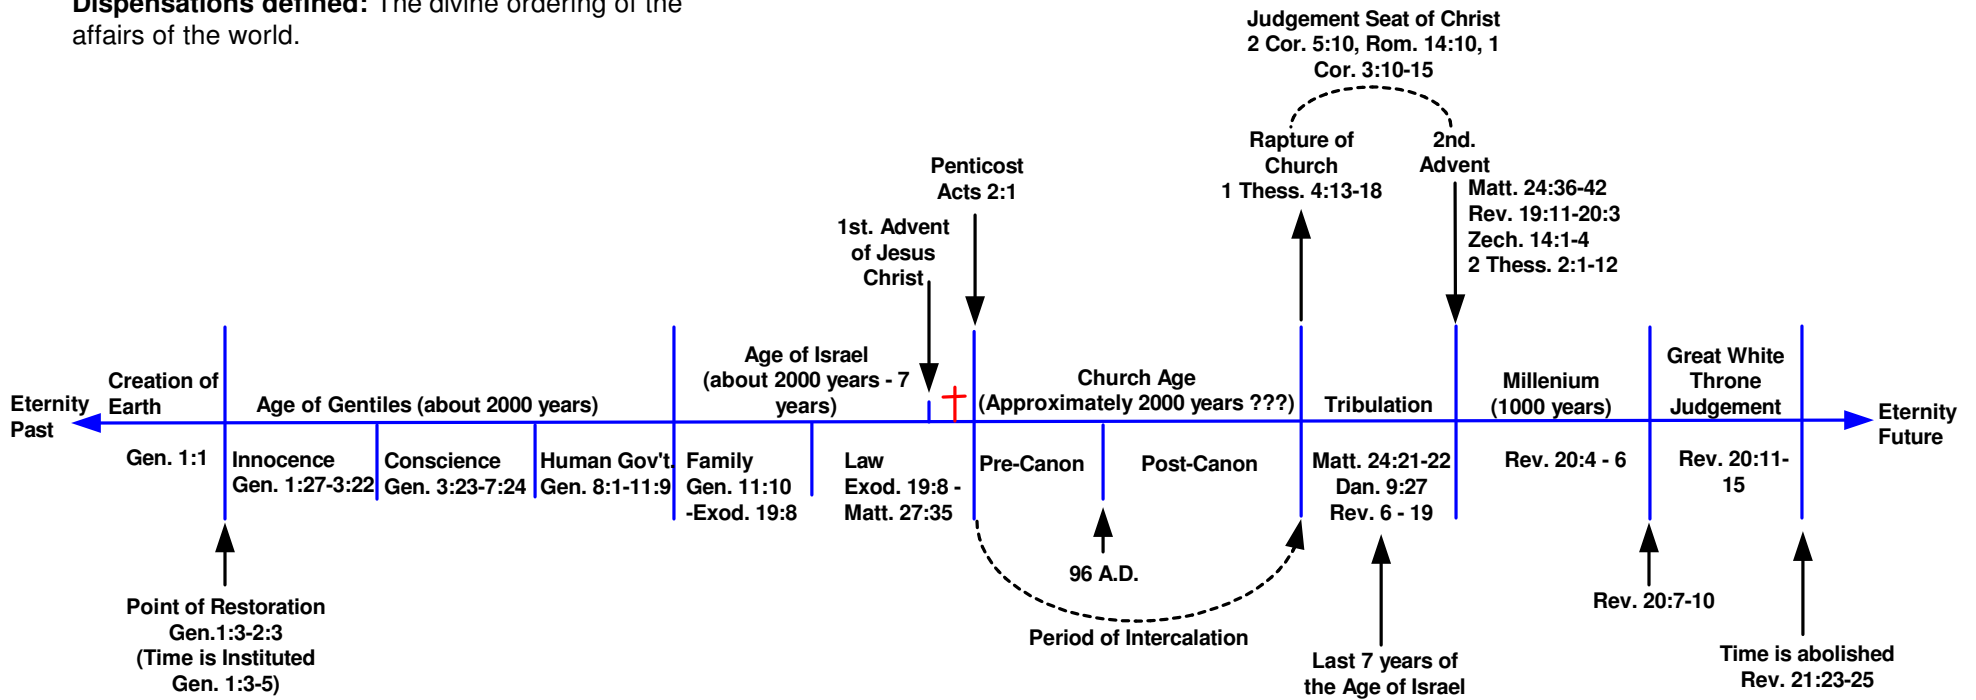 Dispensations defined: The divine ordering of the
affairs of the world.
Judgement Seat of Christ
2 Cor. 5:10, Rom. 14:10, 1
Cor. 3:10-15
Rapture of
Church
1 Thess. 4:13-18
2nd.
Advent
Matt. 24:36-42
Rev. 19:11-20:3
Zech. 14:1-4
2 Thess. 2:1-12
Penticost
Acts 2:1
1st. Advent
of Jesus
Christ
Eternity
Past
Creation of
Earth
Age of Gentiles (about 2000 years)
Age of Israel
(about 2000 years - 7
years)
Church Age
(Approximately 2000 years ???)
Tribulation
Millenium
(1000 years)
Great White
Throne
Judgement
Eternity
Future
Gen. 1:1
Innocence
Gen. 1:27-3:22
Conscience
Gen. 3:23-7:24
Human Gov't.
Gen. 8:1-11:9
Family
Gen. 11:10
-Exod. 19:8
Law
Exod. 19:8 -
Matt. 27:35
Pre-Canon
Post-Canon
Matt. 24:21-22
Dan. 9:27
Rev. 6 - 19
Rev. 20:4 - 6
Rev. 20:11-
15
Point of Restoration
Gen.1:3-2:3
(Time is Instituted
Gen. 1:3-5)
96 A.D.
Period of Intercalation
Last 7 years of
the Age of Israel
Rev. 20:7-10
Time is abolished
Rev. 21:23-25